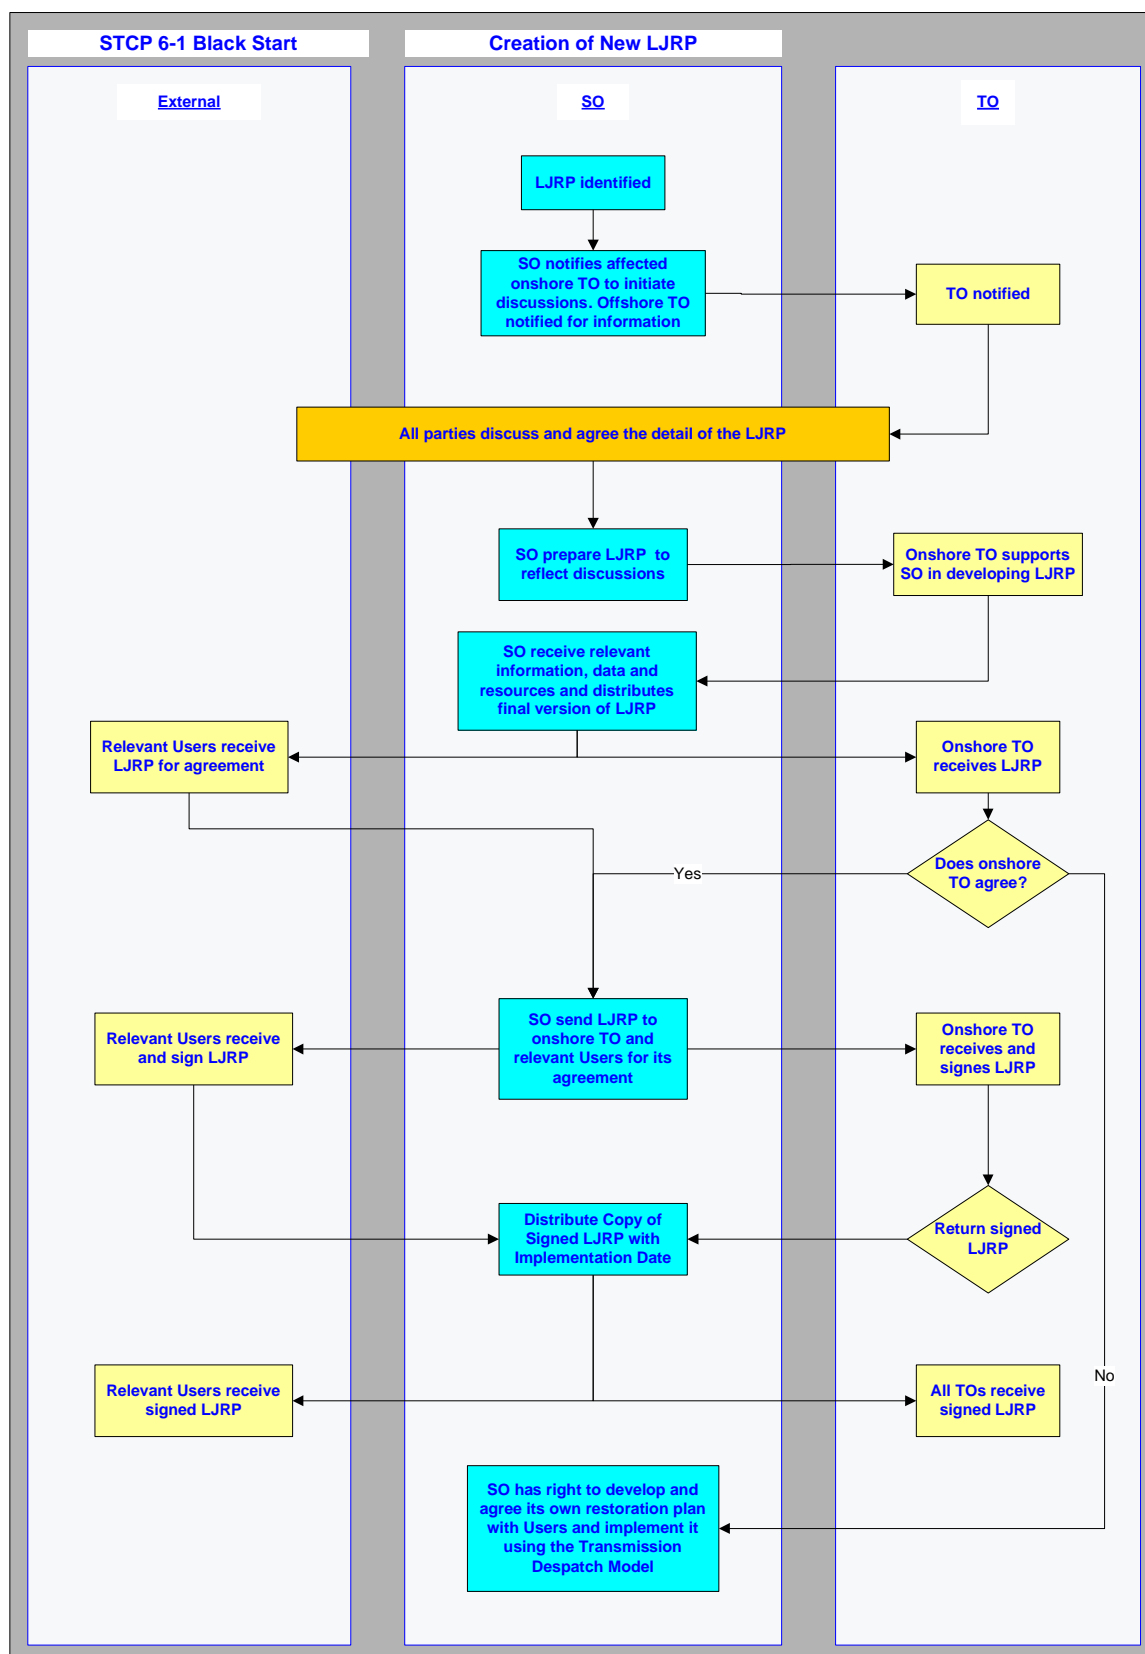 STCP 6-1 Black Start
Creation of New LJRP
External
SO
TO
LJRP identified
SO notifies affected
onshore TO to initiate
discussions. Offshore TO
notified for information
TO notified
All parties discuss and agree the detail of the LJRP
SO prepare LJRP to
reflect discussions
Onshore TO supports
SO in developing LJRP
SO receive relevant
information, data and
resources and distributes
final version of LJRP
Relevant Users receive
LJRP for agreement
Onshore TO
receives LJRP
Does onshore
TO agree?
Yes
Relevant Users receive
and sign LJRP
SO send LJRP to
onshore TO and
relevant Users for its
agreement
Onshore TO
receives and
signes LJRP
Distribute Copy of
Signed LJRP with
Implementation Date
Return signed
LJRP
No
Relevant Users receive
signed LJRP
All TOs receive
signed LJRP
SO has right to develop and
agree its own restoration plan
with Users and implement it
using the Transmission
Despatch Model